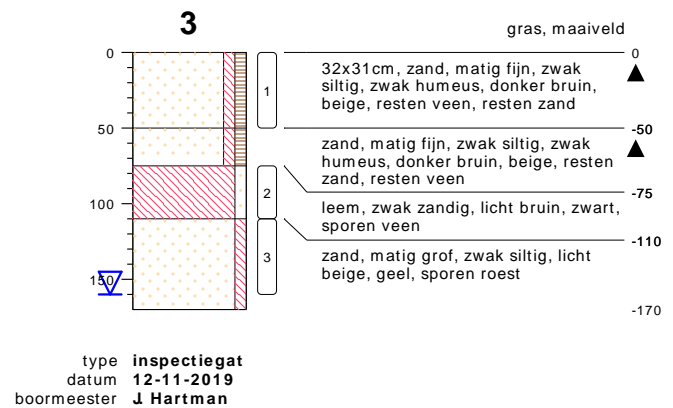 3
gras, maaiveld
0
0
32x31cm, zand, matig fijn, zwak
siltig, zwak humeus, donker bruin,
beige, resten veen, resten zand
1
50
-50
zand, matig fijn, zwak siltig, zwak
humeus, donker bruin, beige, resten
zand, resten veen
-75
2
100
leem, zwak zandig, licht bruin, zwart,
sporen veen
-110
3
zand, matig grof, zwak siltig, licht
beige, geel, sporen roest
150
-170
type inspectiegat
datum 12-11-2019
boormeester J. Hartman